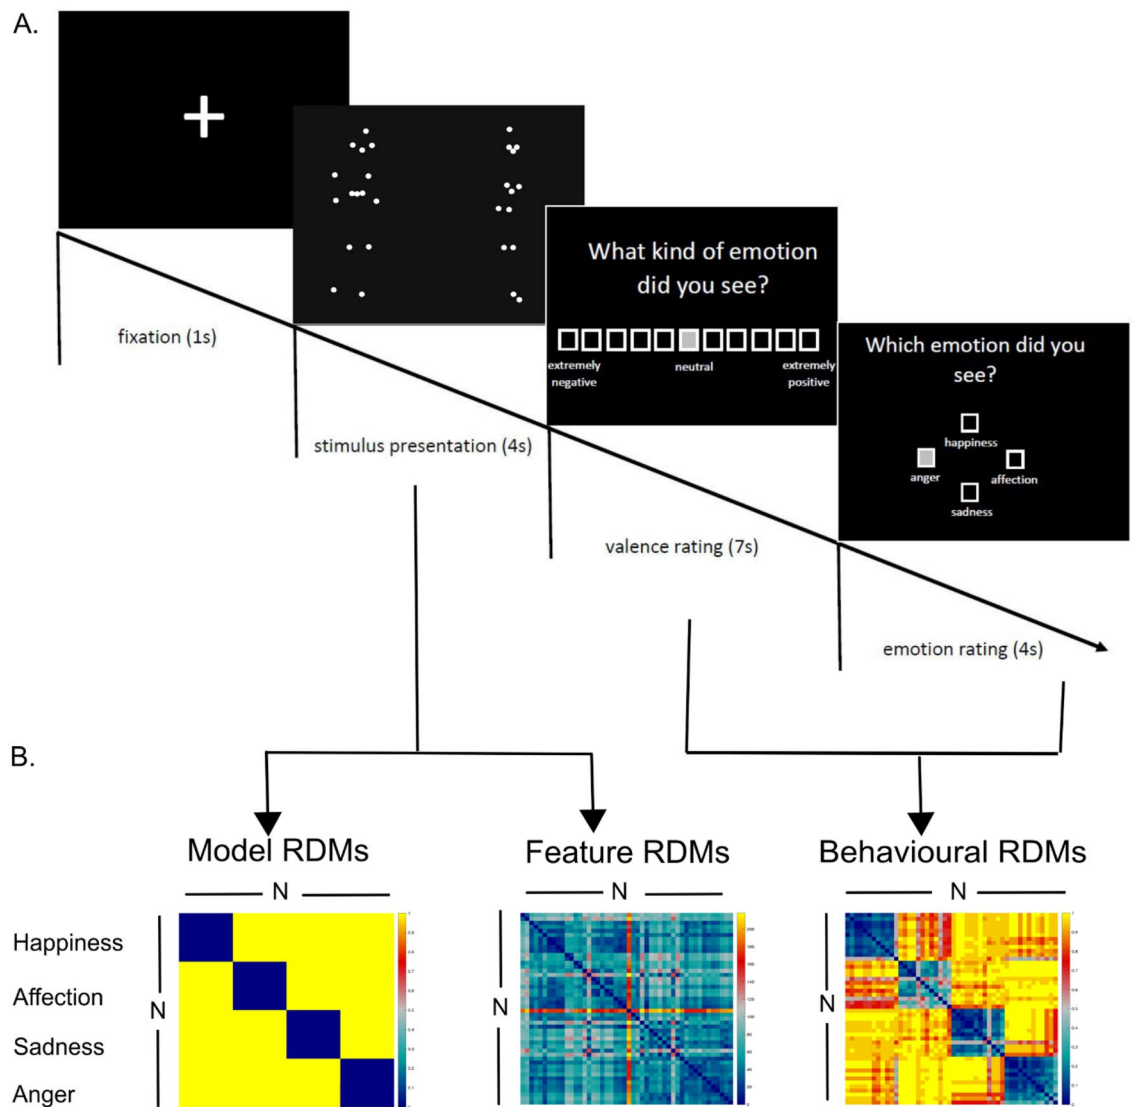 A.
What kind of emotion
did you see?
extremely
negative
neutral
extremely
positive
Which emotion did you
see?
happiness
anger
affection
sadness
fixation (1s)
stimulus presentation (4s)
valence rating (7s)
emotion rating (4s)
B.
Model RDMs
Feature RDMs
Behavioural RDMs
N
N
N
Happiness
Affection
Sadness
Anger
N
N
N